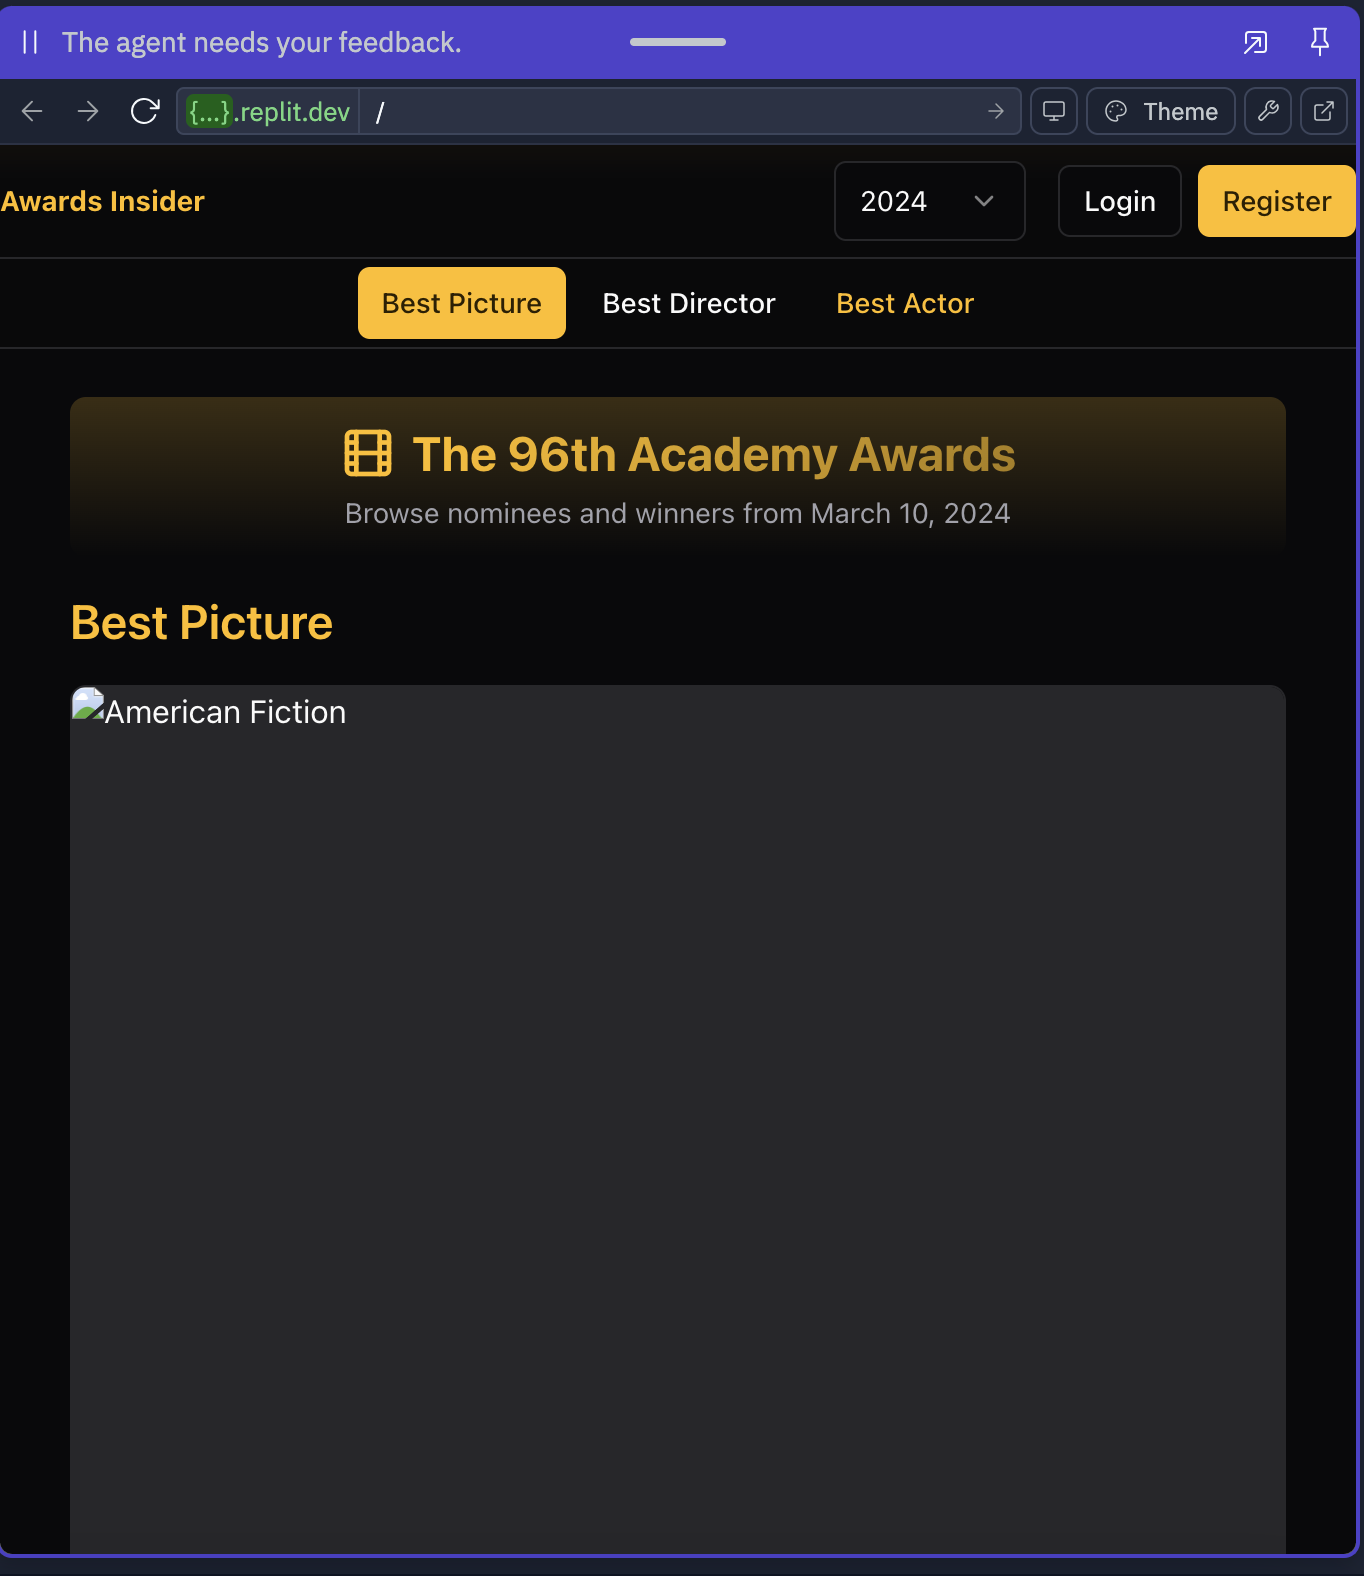 The agent needs your feedback.
{...}.replit.dev /
Theme
Awards Insider
2024
Login
Register
Best Picture
Best Director
Best Actor
The 96th Academy Awards
Browse nominees and winners from March 10, 2024
Best Picture
American Fiction